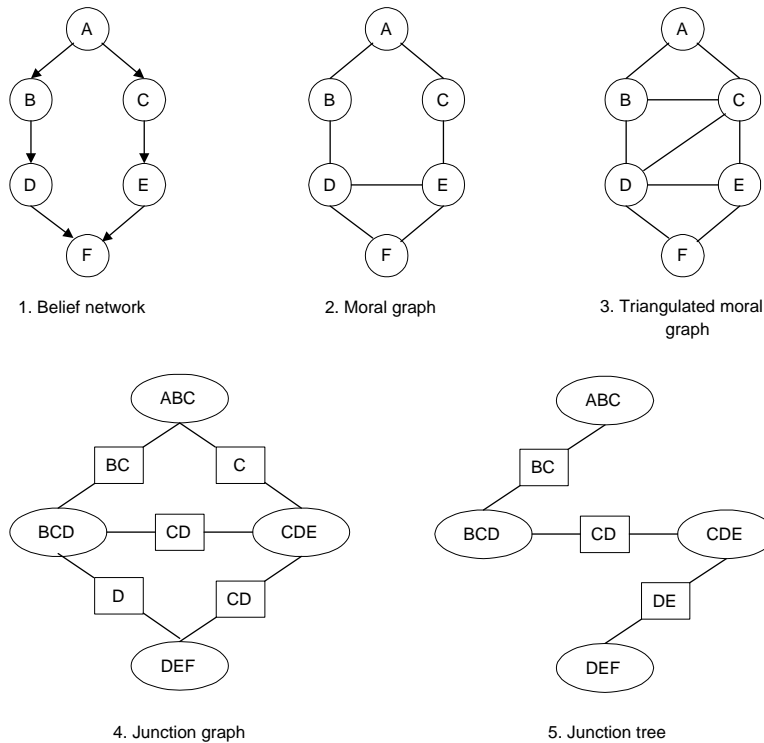 A
B
C
D
E
F
1. Belief network
A
B
C
D
E
F
2. Moral graph
A
B
C
D
E
F
3. Triangulated moral
graph
ABC
BC
C
BCD
CD
CDE
D
CD
DEF
4. Junction graph
ABC
BC
BCD
CD
CDE
DE
DEF
5. Junction tree